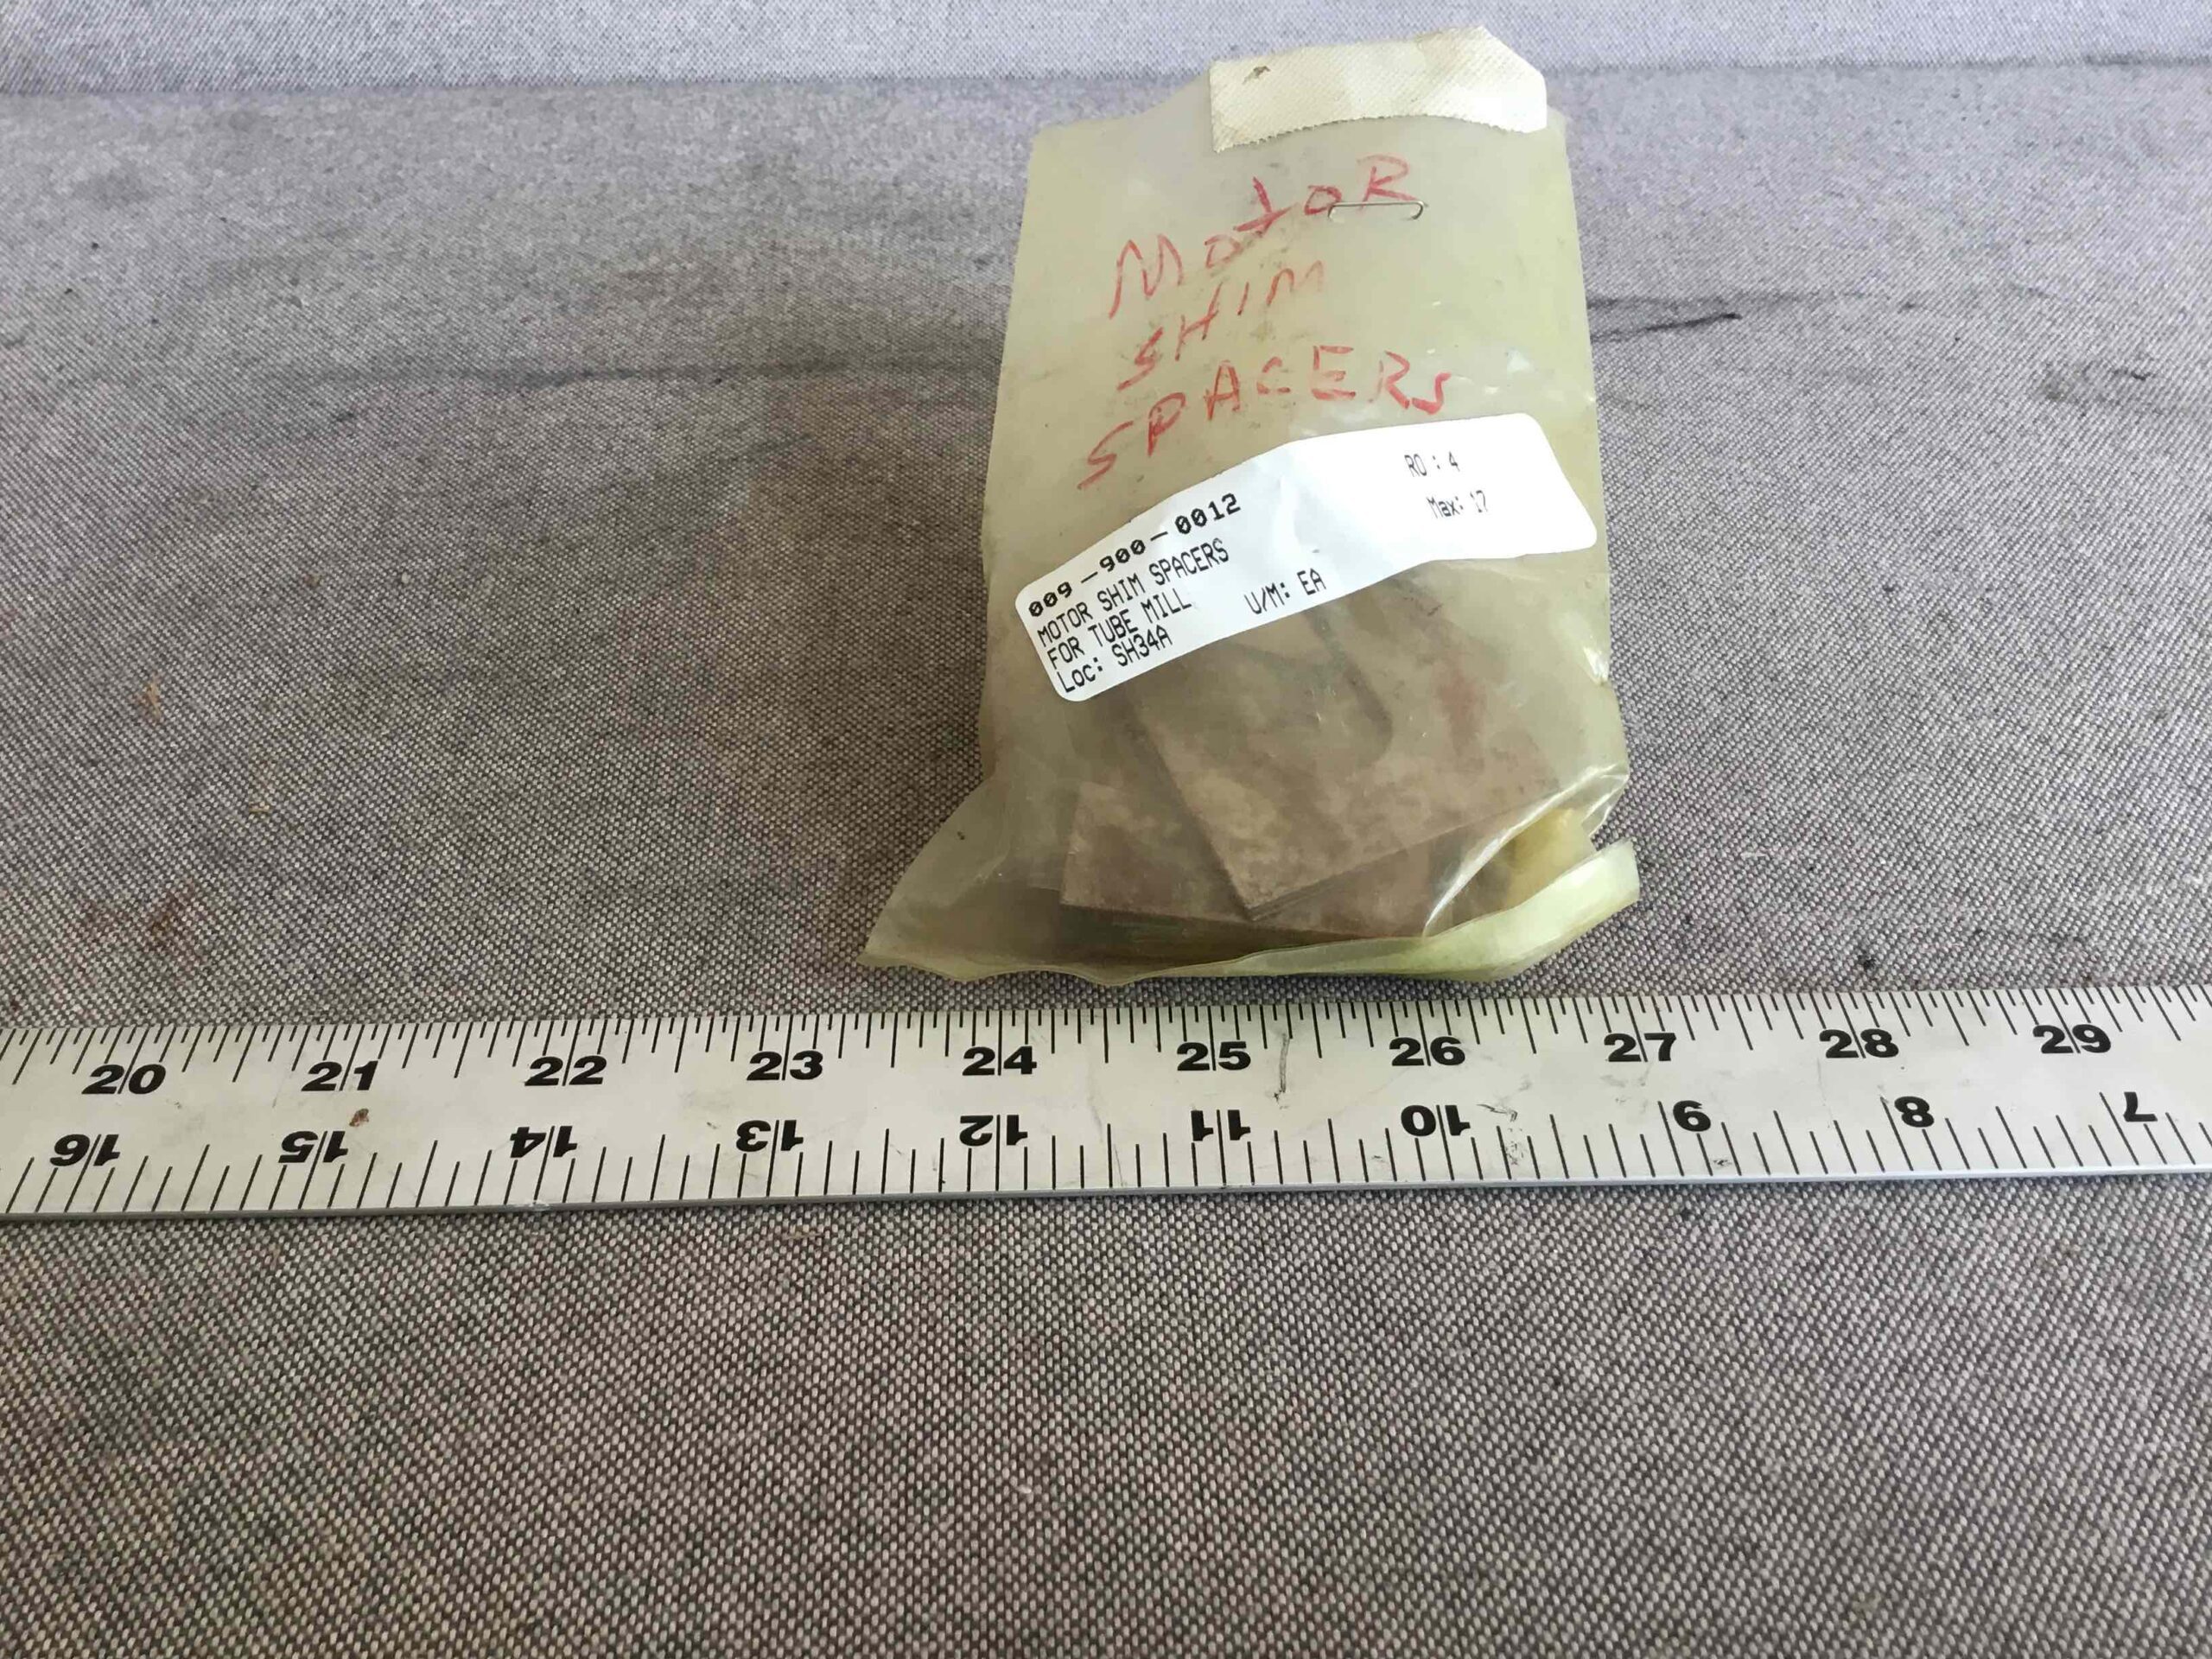 MotoR
SHIM
SPACERS
RO : 4
Max: 17
009-900-0012
MOTOR SHIM SPACERS
FOR TUBE MILL
U/M: EA
Loc: SH34A
20 21 22 23 24 25 26 27 28 29
16 15 14 13 12 11 10 9 8 7